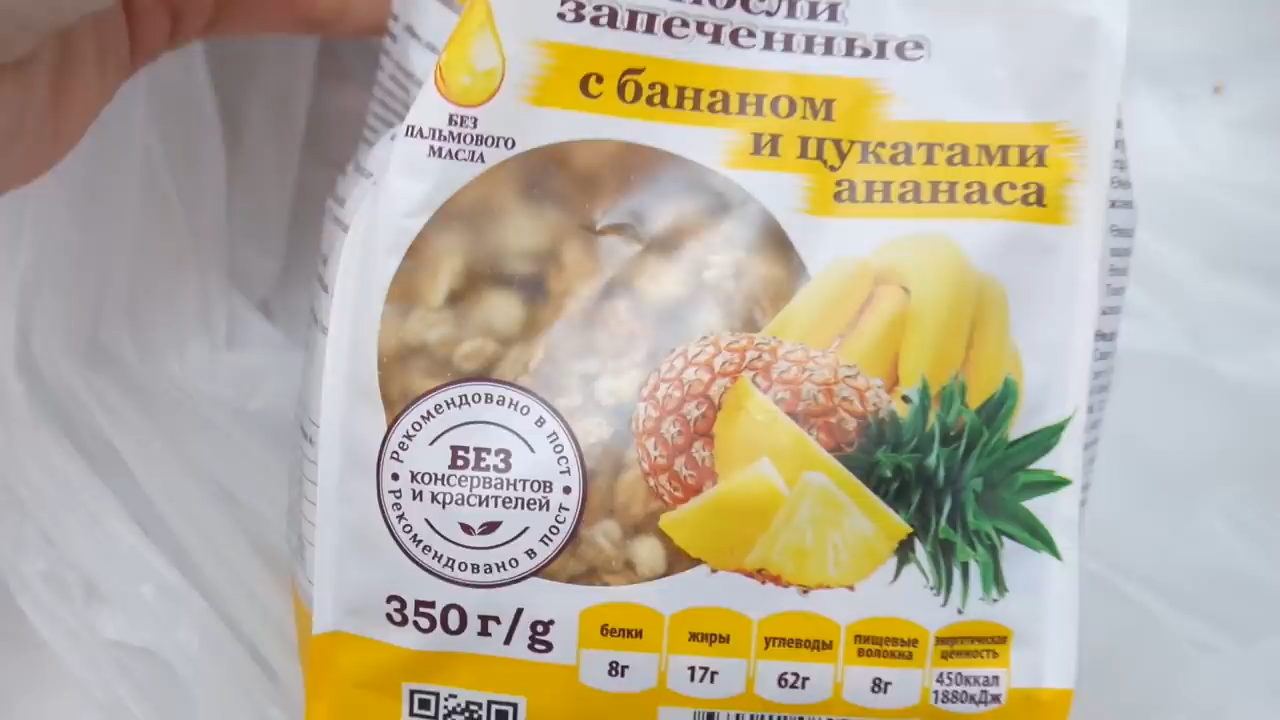 запеченные
с бананом
и цукатами
ананаса
БЕЗ
ПАЛЬМОВОГО
МАСЛА
Рекомендовано в пост
БЕЗ
консервантов
и красителей
Рекомендовано в пост
350 г/g
белки
8г
жиры
17г
углеводы
62г
пищевые
волокна
8г
энергетическая
ценность
450ккал
1880кДж